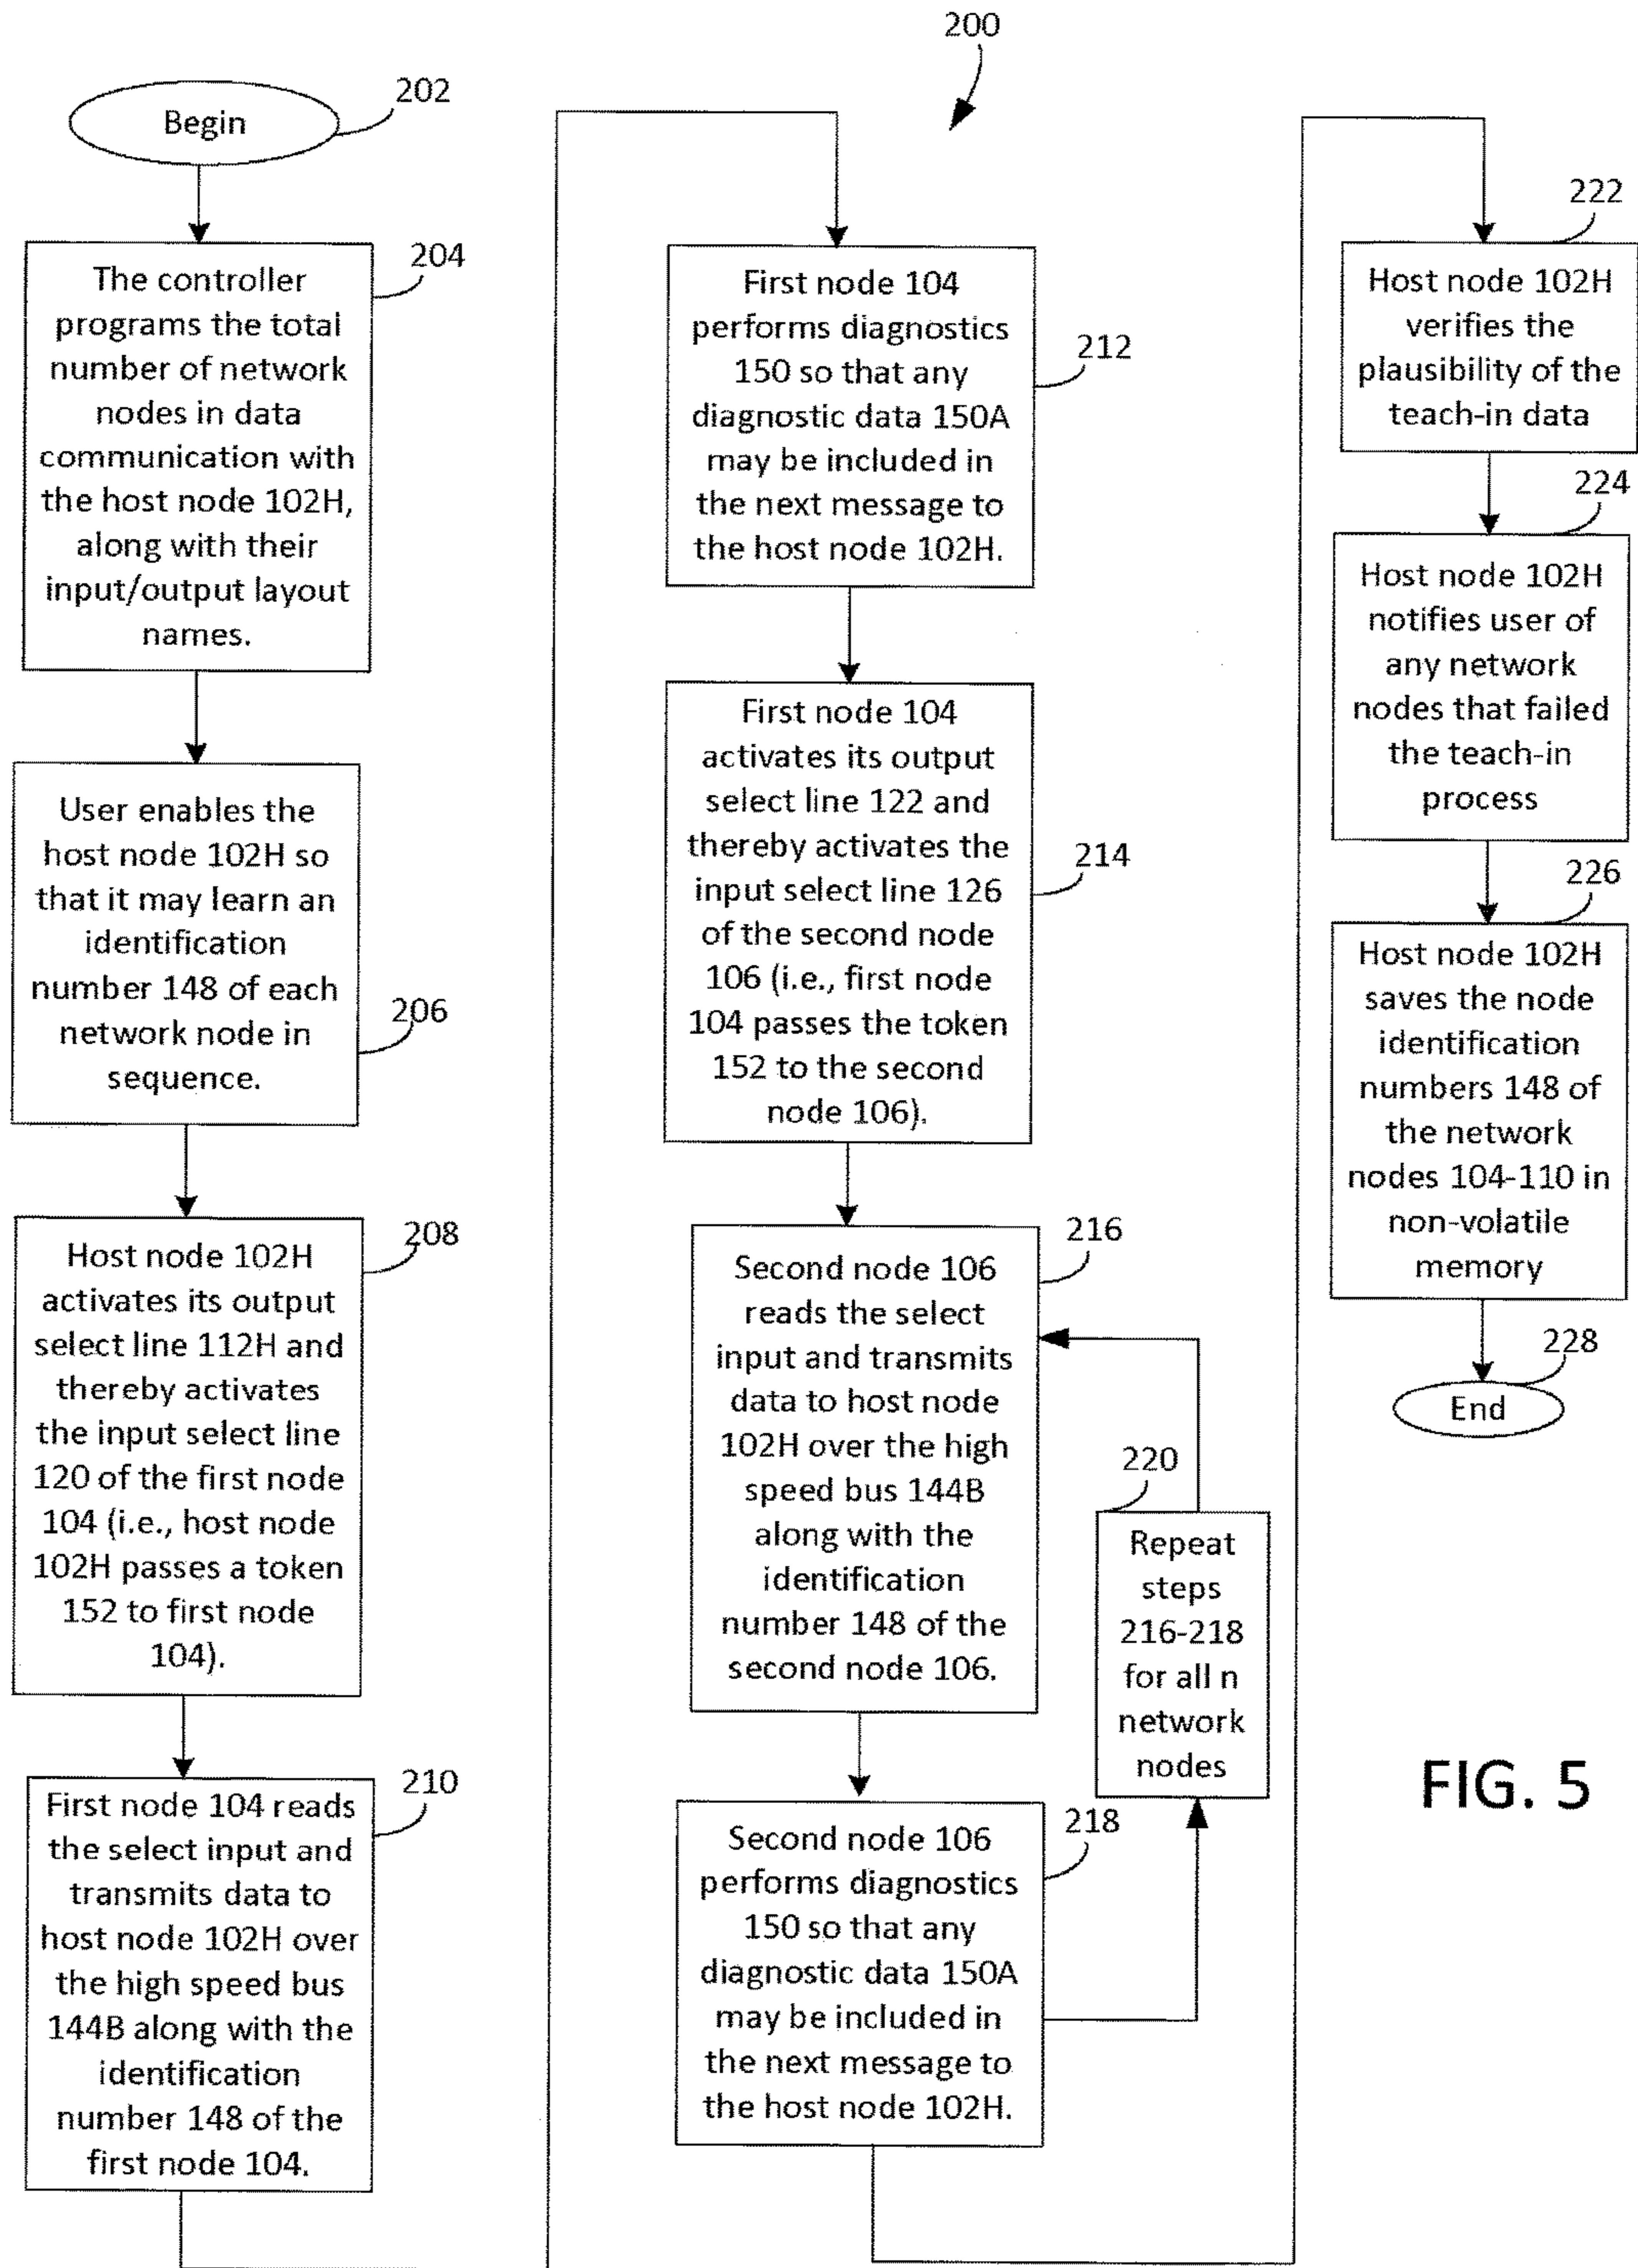 200
202
Begin
204
The controller
programs the total
number of network
nodes in data
communication with
the host node 102H,
along with their
input/output layout
names.
User enables the
host node 102H so
that it may learn an
identification
number 148 of each
network node in
sequence.
206
208
Host node 102H
activates its output
select line 112H and
thereby activates
the input select line
120 of the first node
104 (i.e., host node
102H passes a token
152 to first node
104).
210
First node 104 reads
the select input and
transmits data to
host node 102H over
the high speed bus
144B along with the
identification
number 148 of the
first node 104.
212
First node 104
performs diagnostics
150 so that any
diagnostic data 150A
may be included in
the next message to
the host node 102H.
214
First node 104
activates its output
select line 122 and
thereby activates the
input select line 126
of the second node
106 (i.e., first node
104 passes the token
152 to the second
node 106).
216
Second node 106
reads the select
input and transmits
data to host node
102H over the high
speed bus 144B
along with the
identification
number 148 of the
second node 106.
218
Second node 106
performs diagnostics
150 so that any
diagnostic data 150A
may be included in
the next message to
the host node 102H.
220
Repeat
steps
216-218
for all n
network
nodes
222
Host node 102H
verifies the
plausibility of the
teach-in data
224
Host node 102H
notifies user of
any network
nodes that failed
the teach-in
process
226
Host node 102H
saves the node
identification
numbers 148 of
the network
nodes 104-110 in
non-volatile
memory
228
End
FIG. 5